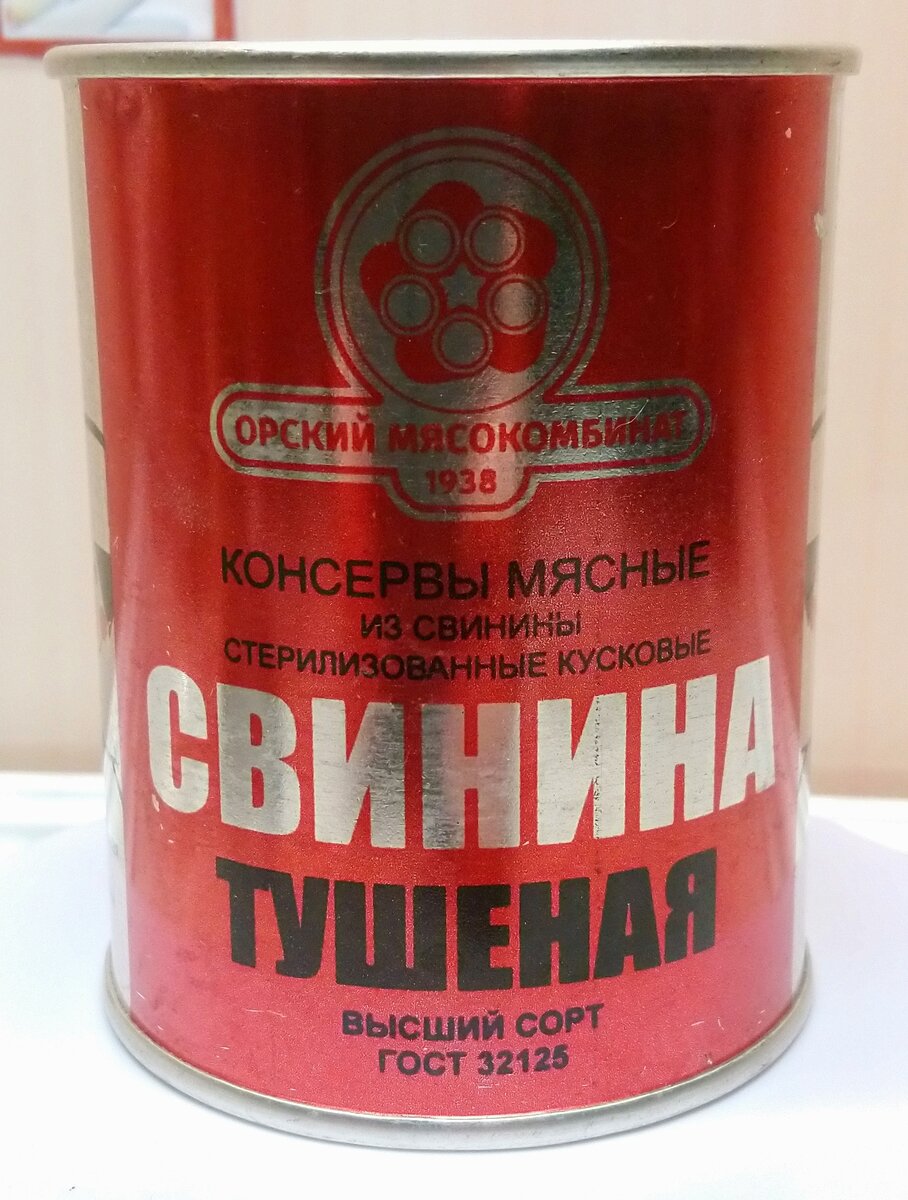 ОРСКИЙ МЯСОКОМБИНАТ
1938
КОНСЕРВЫ МЯСНЫЕ
ИЗ СВИНИНЫ
СТЕРИЛИЗОВАННЫЕ КУСКОВЫЕ
СВИНИНА
ТУШЕНАЯ
ВЫСШИЙ СОРТ
ГОСТ 32125